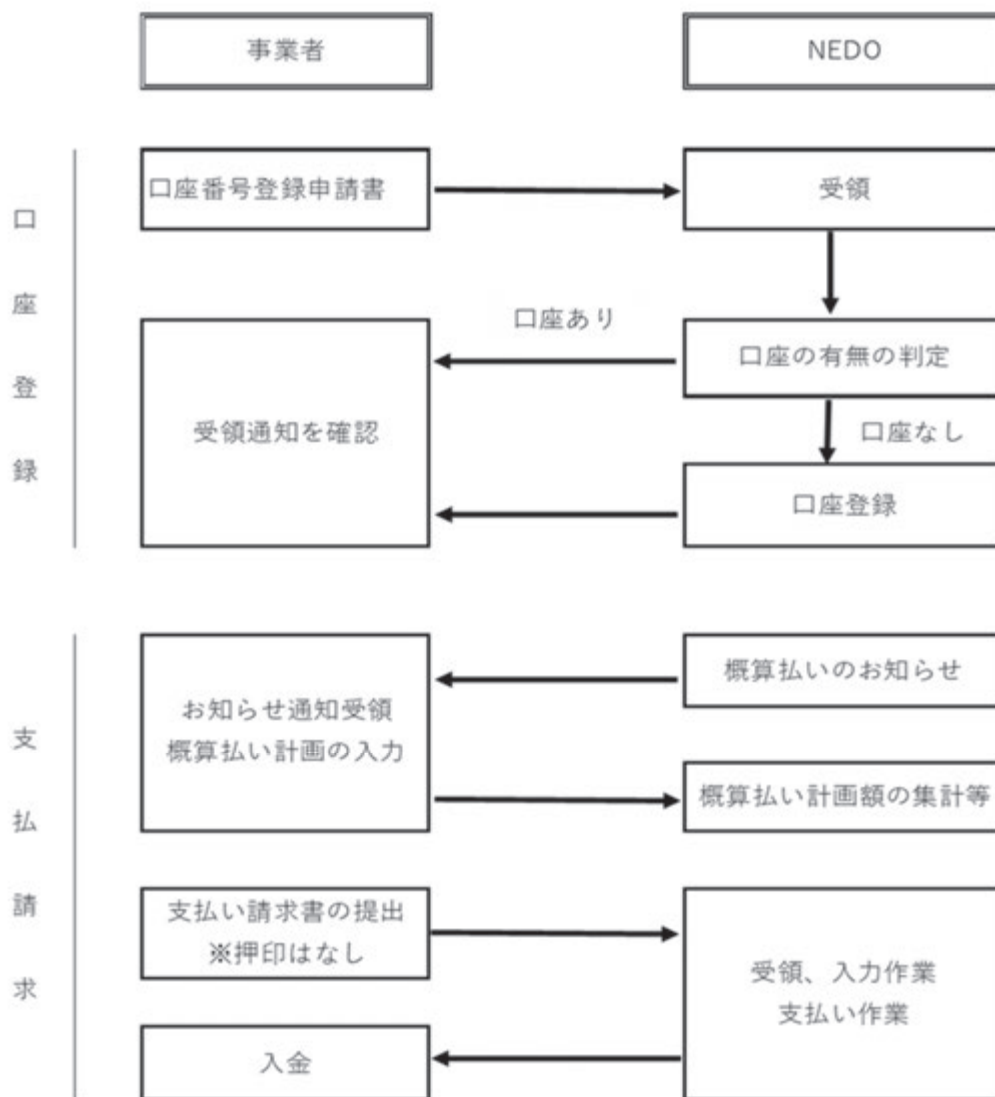 事業者
NEDO
口座登録
口座番号登録申請書
受領
口座あり
口座の有無の判定
受領通知を確認
口座なし
口座登録
支払請求
お知らせ通知受領
概算払い計画の入力
概算払いのお知らせ
概算払い計画額の集計等
支払い請求書の提出
※押印はなし
受領、入力作業
支払い作業
入金